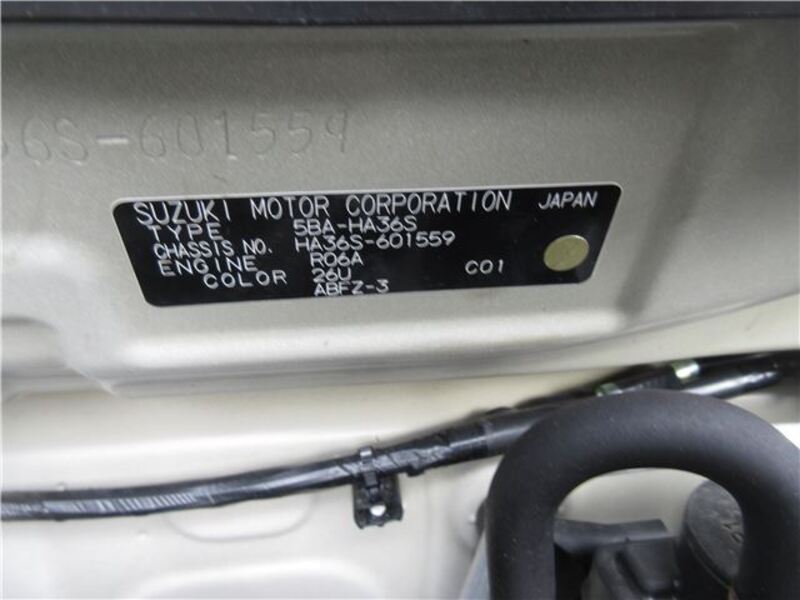 36S-601559
SUZUKI MOTOR CORPORATION JAPAN
TYPE 5BA-HA36S
CHASSIS NO. HA36S-601559
ENGINE R06A
COLOR 26U C01
ABFZ-3